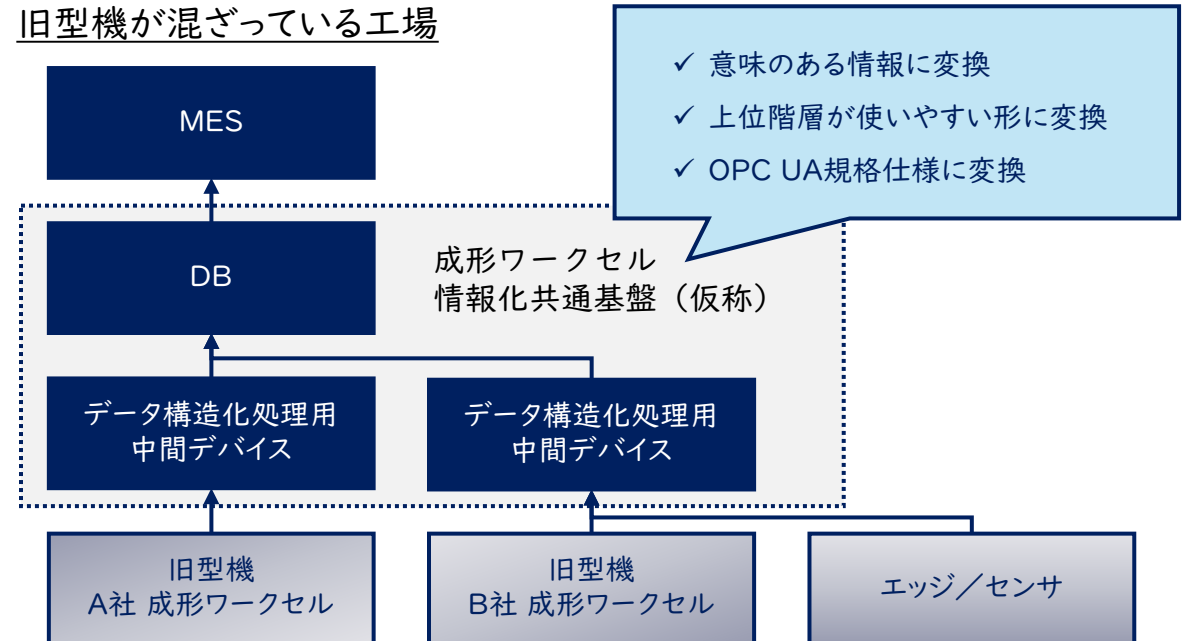 旧型機が混ざっている工場
✓ 意味のある情報に変換
✓ 上位階層が使いやすい形に変換
✓ OPC UA規格仕様に変換
MES
DB
成形ワークセル
情報化共通基盤（仮称）
データ構造化処理用
中間デバイス
データ構造化処理用
中間デバイス
旧型機
A社 成形ワークセル
旧型機
B社 成形ワークセル
エッジ／センサ